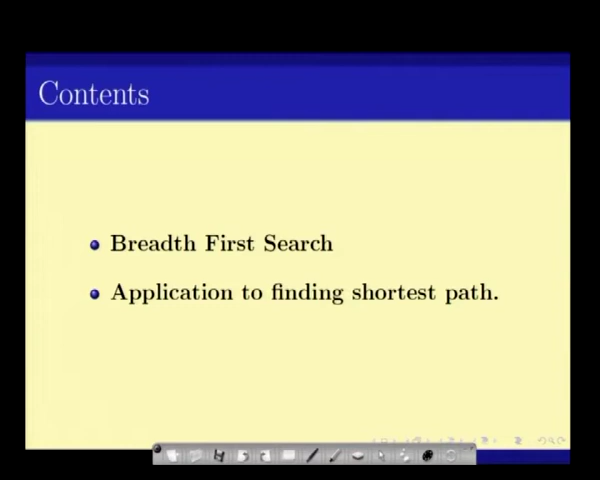 Contents
Breadth First Search
Application to finding shortest path.